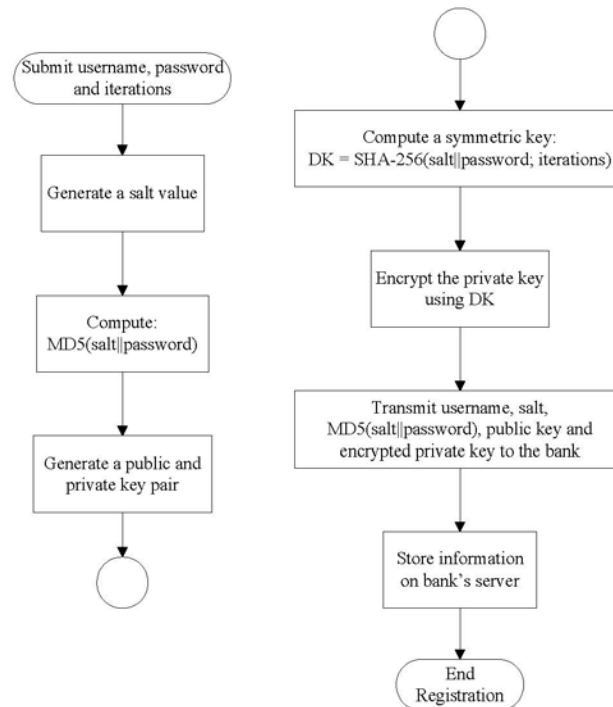 Submit username, password
and iterations
Generate a salt value
Compute:
MD5(salt||password)
Generate a public and
private key pair
Compute a symmetric key:
DK = SHA-256(salt||password; iterations)
Encrypt the private key
using DK
Transmit username, salt,
MD5(salt||password), public key and
encrypted private key to the bank
Store information
on bank's server
End
Registration